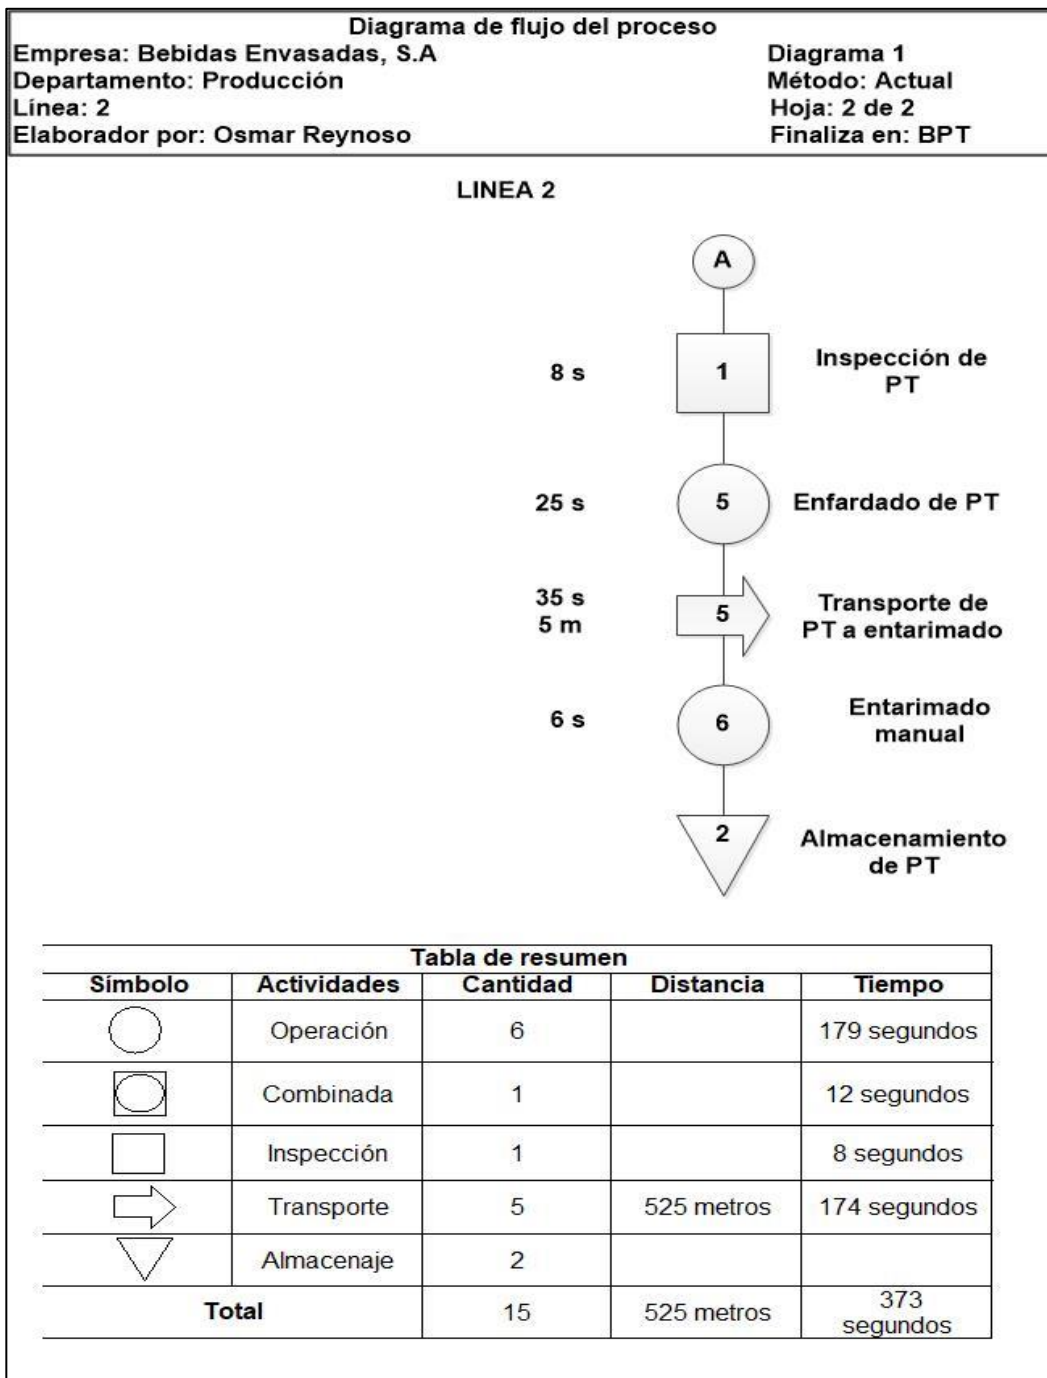 Diagrama de flujo del proceso
Empresa: Bebidas Envasadas, S.A
Diagrama 1
Departamento: Producción
Método: Actual
Línea: 2
Hoja: 2 de 2
Elaborador por: Osmar Reynoso
Finaliza en: BPT
LINEA 2
A
8 s
1
Inspección de
PT
25 s
5
Enfardado de PT
35 s
5 m
5
Transporte de
PT a entarimado
6 s
6
Entarimado
manual
2
Almacenamiento
de PT
Tabla de resumen
Símbolo Actividades Cantidad Distancia Tiempo
Operación 6 179 segundos
Combinada 1 12 segundos
Inspección 1 8 segundos
Transporte 5 525 metros 174 segundos
Almacenaje 2
Total 15 525 metros 373
segundos